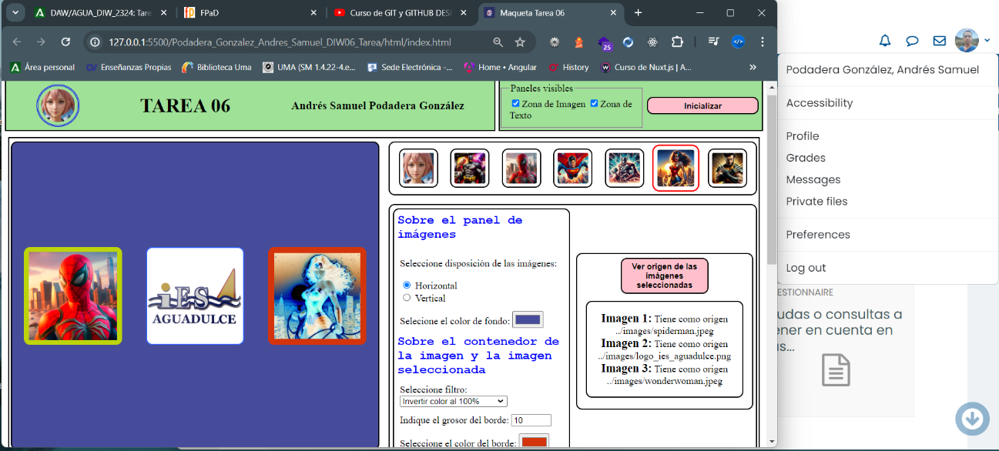 DAW/AGUA_DIW_2324: Tare
FPaD
Curso de GIT y GITHUB DES
Maqueta Tarea 06
127.0.0.1:5500/Podadera_Gonzalez_Andres_Samuel_DIW06_Tarea/html/index.html
25
Área personal
Enseñanzas Propias
Biblioteca Uma
UMA (SM 1.4.22-4.e...
Sede Electrónica -...
Home • Angular
History
Curso de Nuxt.js | A...
TAREA 06
Andrés Samuel Podadera González
Paneles visibles
Zona de Imagen Zona de
Texto
Inicializar
iES
AGUADULCE
Sobre el panel de
imágenes
Seleccione disposición de las imágenes:
Horizontal
Vertical
Selecione el color de fondo:
Sobre el contenedor de
la imagen y la imagen
seleccionada
Seleccione filtro:
Invertir color al 100%
Indique el grosor del borde: 10
Seleccione el color del borde:
Ver origen de las
imágenes
seleccionadas
Imagen 1: Tiene como origen
../images/spiderman.jpeg
Imagen 2: Tiene como origen
../images/logo_ies_aguadulce.png
Imagen 3: Tiene como origen
../images/wonderwoman.jpeg
Podadera González, Andrés Samuel
Accessibility
Profile
Grades
Messages
Private files
Preferences
Log out
ESTIONNAIRE
udas o consultas a
ener en cuenta en
as...